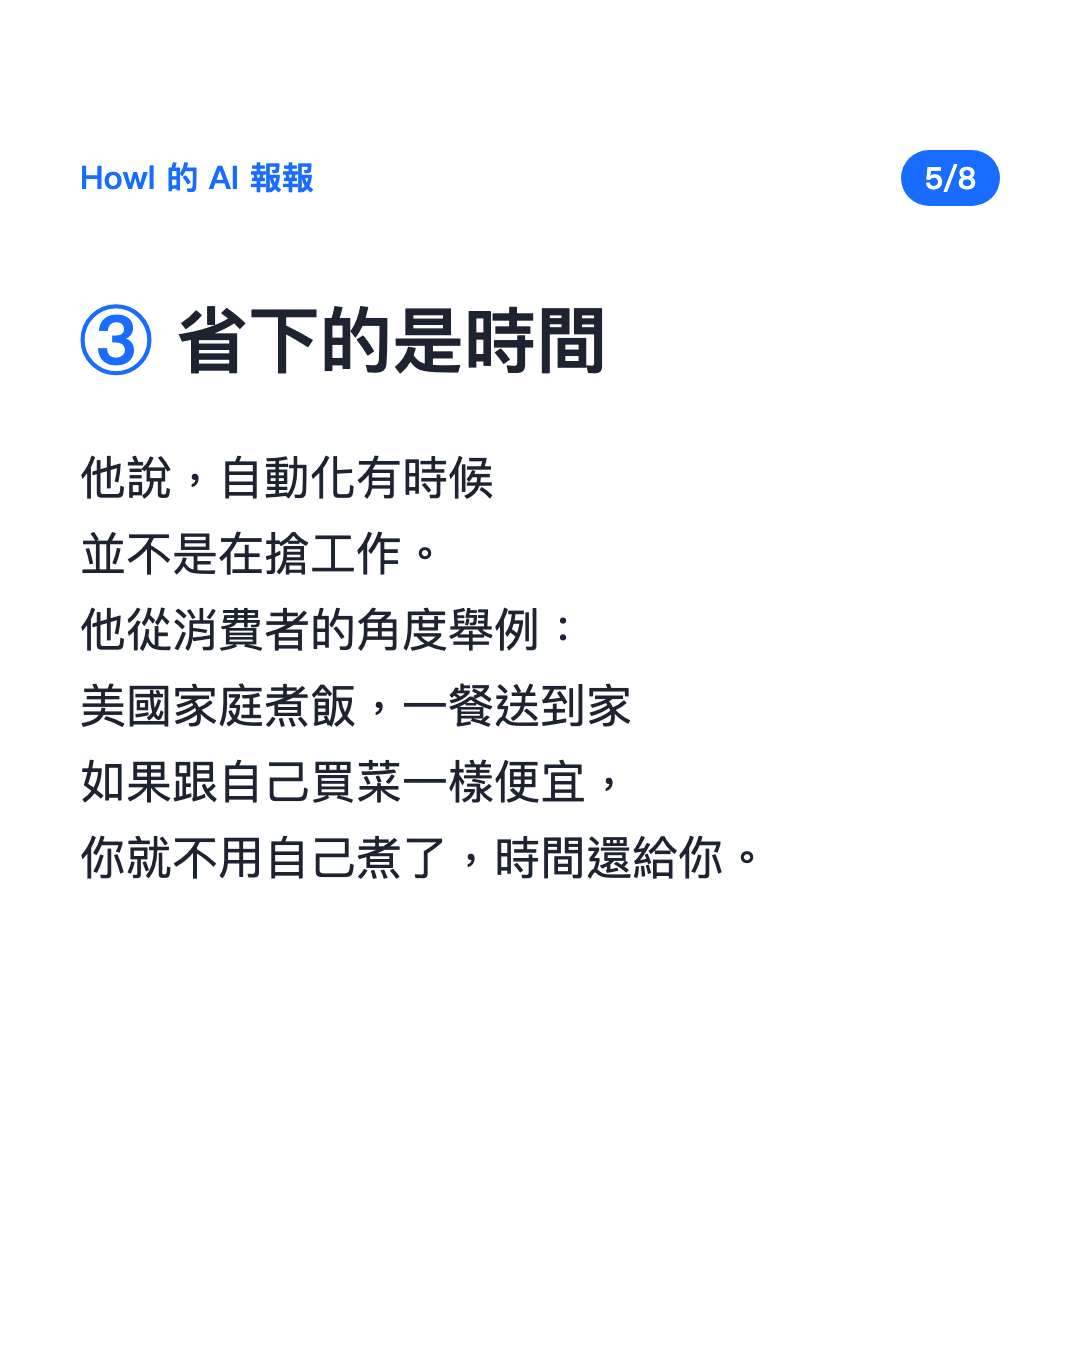 Howl 的 AI 報報
5/8
③ 省下的是時間
他說，自動化有時候
並不是在搶工作。
他從消費者的角度舉例：
美國家庭煮飯，一餐送到家
如果跟自己買菜一樣便宜，
你就不用自己煮了，時間還給你。